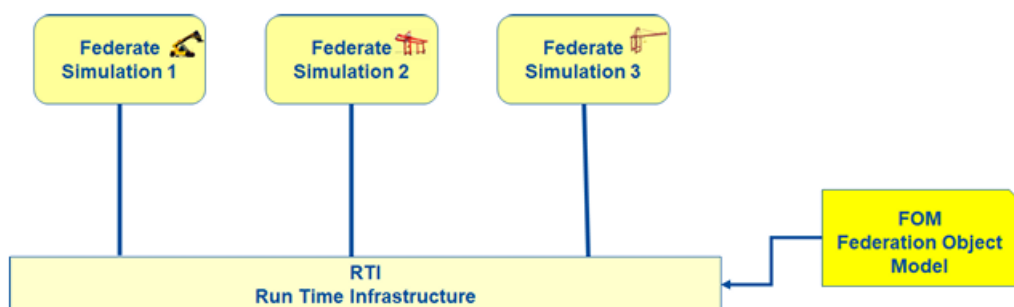 Federate
Simulation 1
Federate
Simulation 2
Federate
Simulation 3
FOM
Federation Object
Model
RTI
Run Time Infrastructure